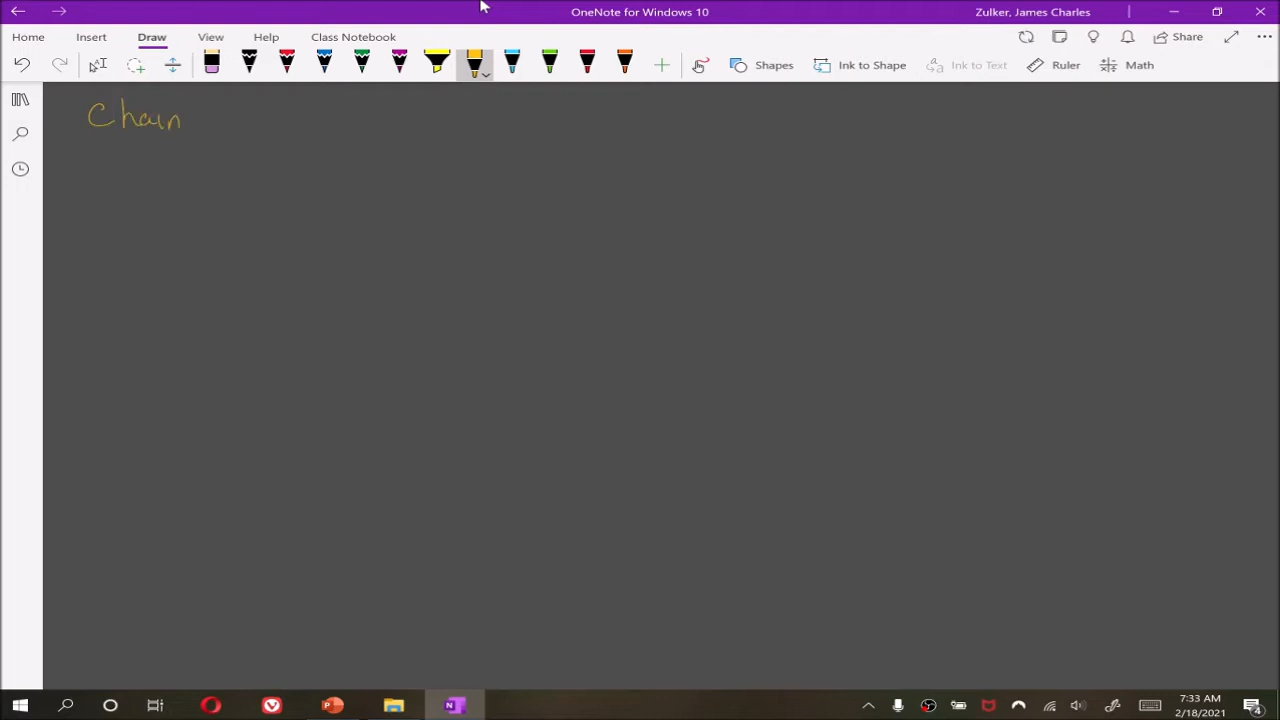 OneNote for Windows 10
Zulker, James Charles
Home
Insert
Draw
View
Help
Class Notebook
Share
Shapes
Ink to Shape
Ink to Text
Ruler
Math
Chain
7:33 AM
2/18/2021
4